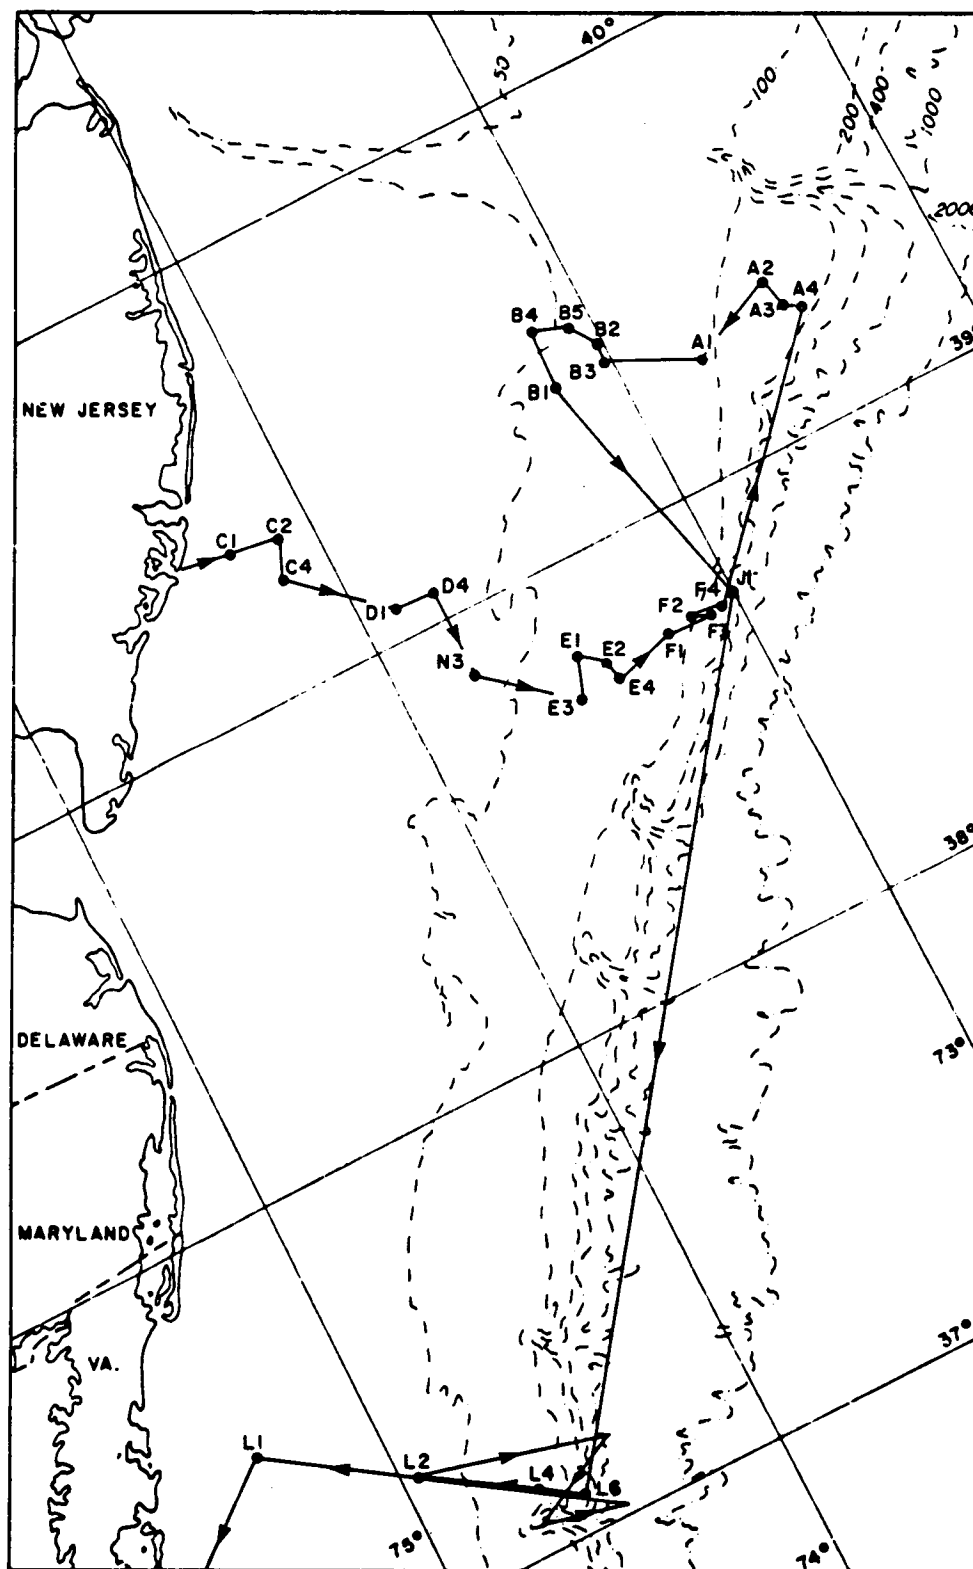 40°
50
100
200
400
1000
2000
A2
A4
A3
B5
B4
B2
A1
39°
B3
B1
NEW JERSEY
C2
C1
C4
D4
D1
F4
F2
F1
E1
E2
N3
E4
E3
38°
DELAWARE
73°
MARYLAND
37°
VA.
L1
L2
L4
L6
75°
74°